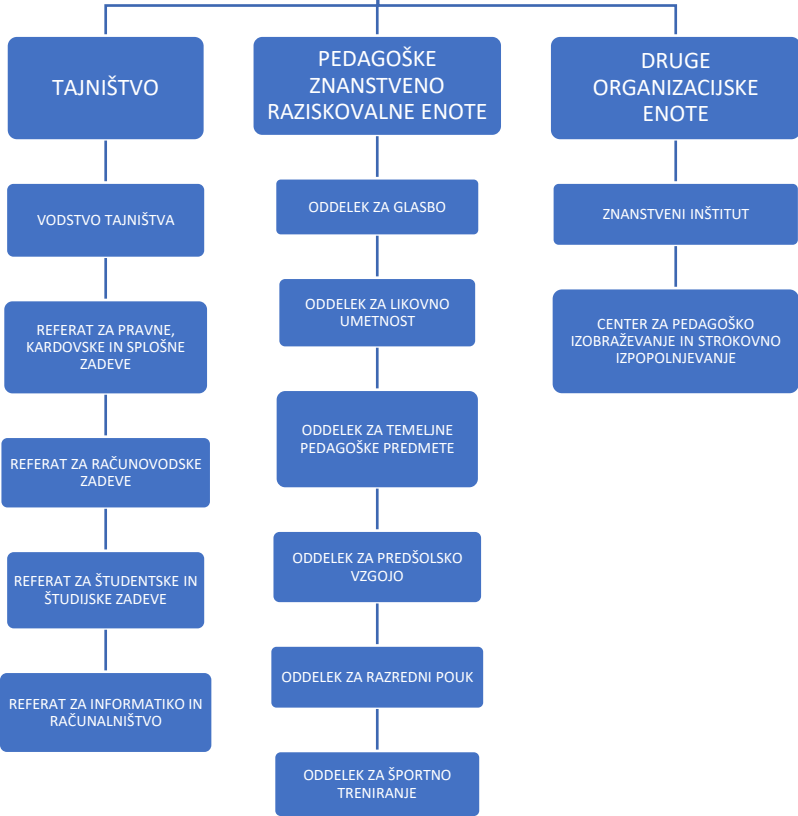 TAJNIŠTVO
VODSTVO TAJNIŠTVA
REFERAT ZA PRAVNE,
KARDOVSKE IN SPLOŠNE
ZADEVE
REFERAT ZA RAČUNOVODSKE
ZADEVE
REFERAT ZA ŠTUDENTSKE IN
ŠTUDIJSKE ZADEVE
REFERAT ZA INFORMATIKO IN
RAČUNALNIŠTVO
PEDAGOŠKE
ZNANSTVENO
RAZISKOVALNE ENOTE
ODDELEK ZA GLASBO
ODDELEK ZA LIKOVNO
UMETNOST
ODDELEK ZA TEMELJNE
PEDAGOŠKE PREDMETE
ODDELEK ZA PREDŠOLSKO
VZGOJO
ODDELEK ZA RAZREDNI POUK
ODDELEK ZA ŠPORTNO
TRENIRANJE
DRUGE
ORGANIZACIJSKE
ENOTE
ZNANSTVENI INŠTITUT
CENTER ZA PEDAGOŠKO
IZOBRAŽEVANJE IN STROKOVNO
IZPOPOLNJEVANJE